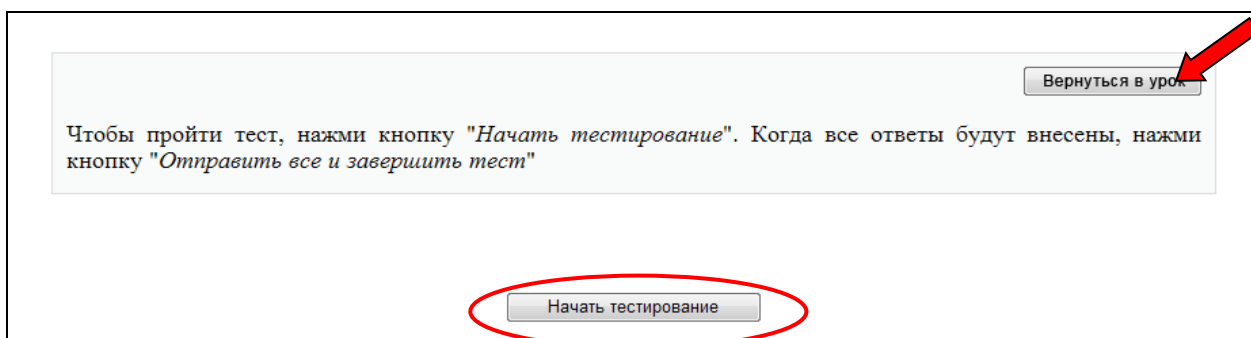 Вернуться в урок
Чтобы пройти тест, нажми кнопку "Начать тестирование". Когда все ответы будут внесены, нажми
кнопку "Отправить все и завершить тест"
Начать тестирование